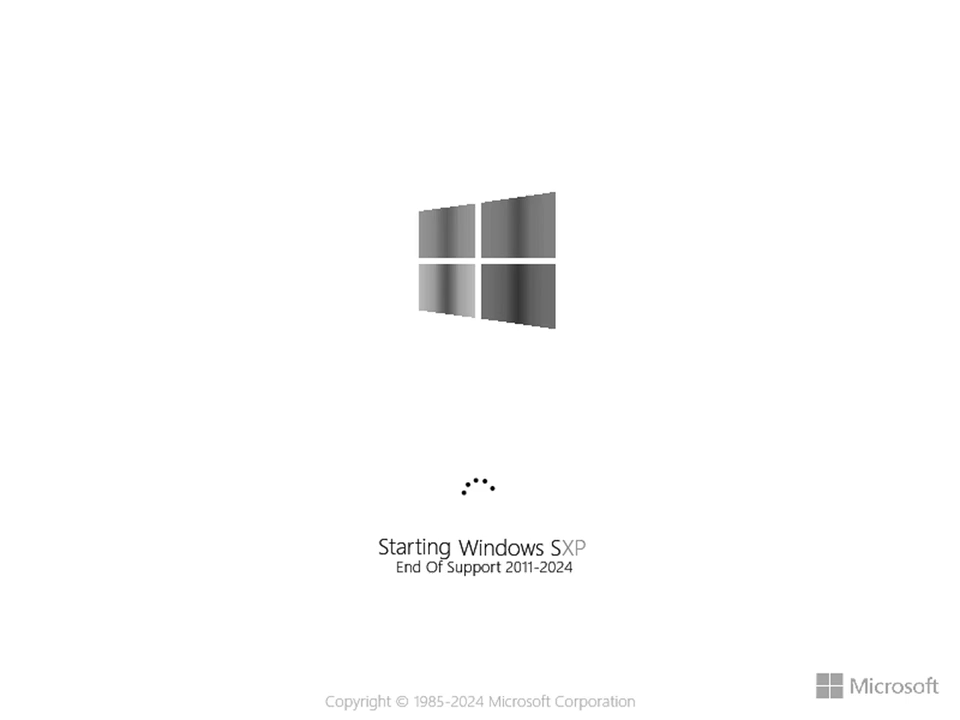 Starting Windows SXP
End Of Support 2011-2024
Microsoft
Copyright © 1985-2024 Microsoft Corporation